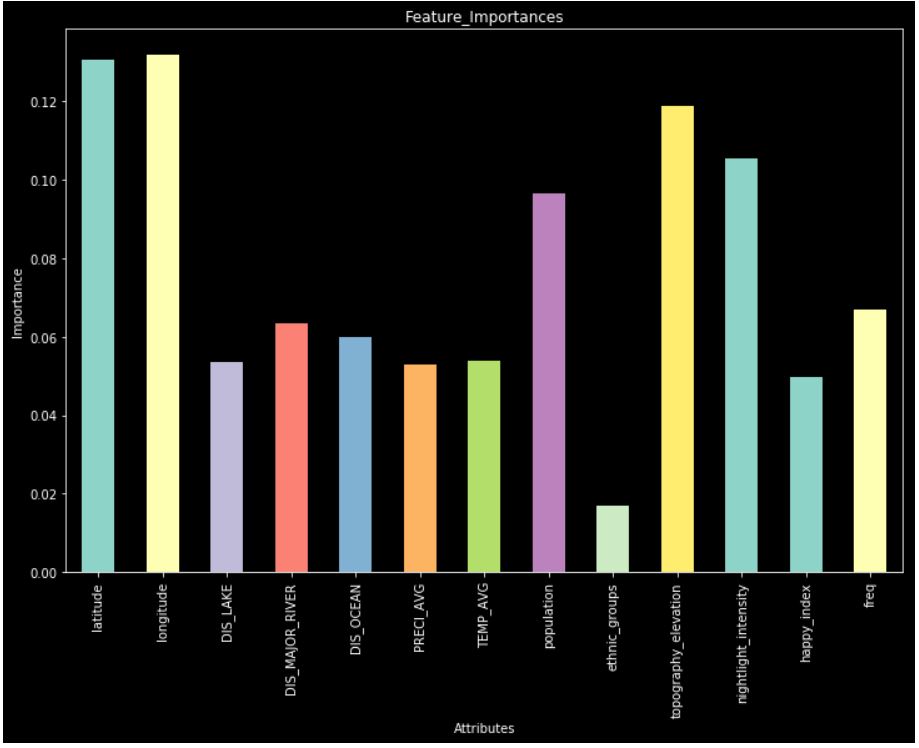 Feature_Importances
Importance
0.12
0.10
0.08
0.06
0.04
0.02
0.00
latitude
longitude
DIS_LAKE
DIS_MAJOR_RIVER
DIS_OCEAN
PRECI_AVG
TEMP_AVG
population
ethnic_groups
topography_elevation
nightlight_intensity
happy_index
freq
Attributes